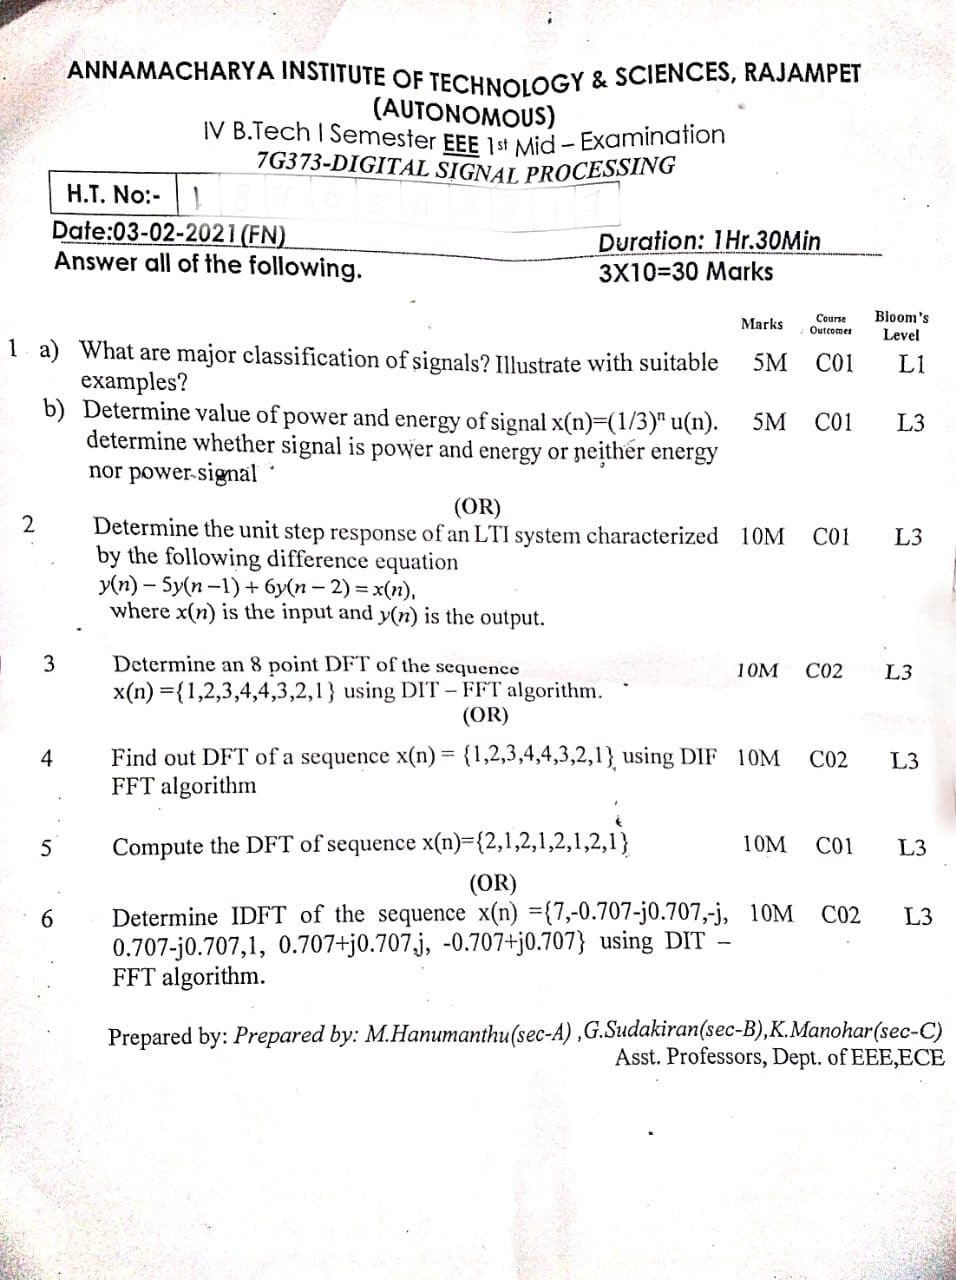 ANNAMACHARYA INSTITUTE OF TECHNOLOGY & SCIENCES, RAJAMPET
(AUTONOMOUS)
IV B.Tech I Semester EEE 1st Mid – Examination
7G373-DIGITAL SIGNAL PROCESSING
H.T. No:- 1
Date:03-02-2021(FN) Duration: 1Hr.30Min
Answer all of the following. 3X10=30 Marks
Marks Course Outcomes Bloom's Level
1 a) What are major classification of signals? Illustrate with suitable 5M C01 L1
examples?
b) Determine value of power and energy of signal x(n)=(1/3)ⁿ u(n). 5M C01 L3
determine whether signal is power and energy or neither energy
nor power-signal
(OR)
2 Determine the unit step response of an LTI system characterized 10M C01 L3
by the following difference equation
y(n) – 5y(n –1) + 6y(n – 2) = x(n),
where x(n) is the input and y(n) is the output.
3 Determine an 8 point DFT of the sequence 10M C02 L3
x(n) ={1,2,3,4,4,3,2,1} using DIT – FFT algorithm.
(OR)
4 Find out DFT of a sequence x(n) = {1,2,3,4,4,3,2,1} using DIF 10M C02 L3
FFT algorithm
5 Compute the DFT of sequence x(n)={2,1,2,1,2,1,2,1} 10M C01 L3
(OR)
6 Determine IDFT of the sequence x(n) ={7,-0.707-j0.707,-j, 10M C02 L3
0.707-j0.707,1, 0.707+j0.707,j, -0.707+j0.707} using DIT –
FFT algorithm.
Prepared by: Prepared by: M.Hanumanthu(sec-A) ,G.Sudakiran(sec-B),K.Manohar(sec-C)
Asst. Professors, Dept. of EEE,ECE